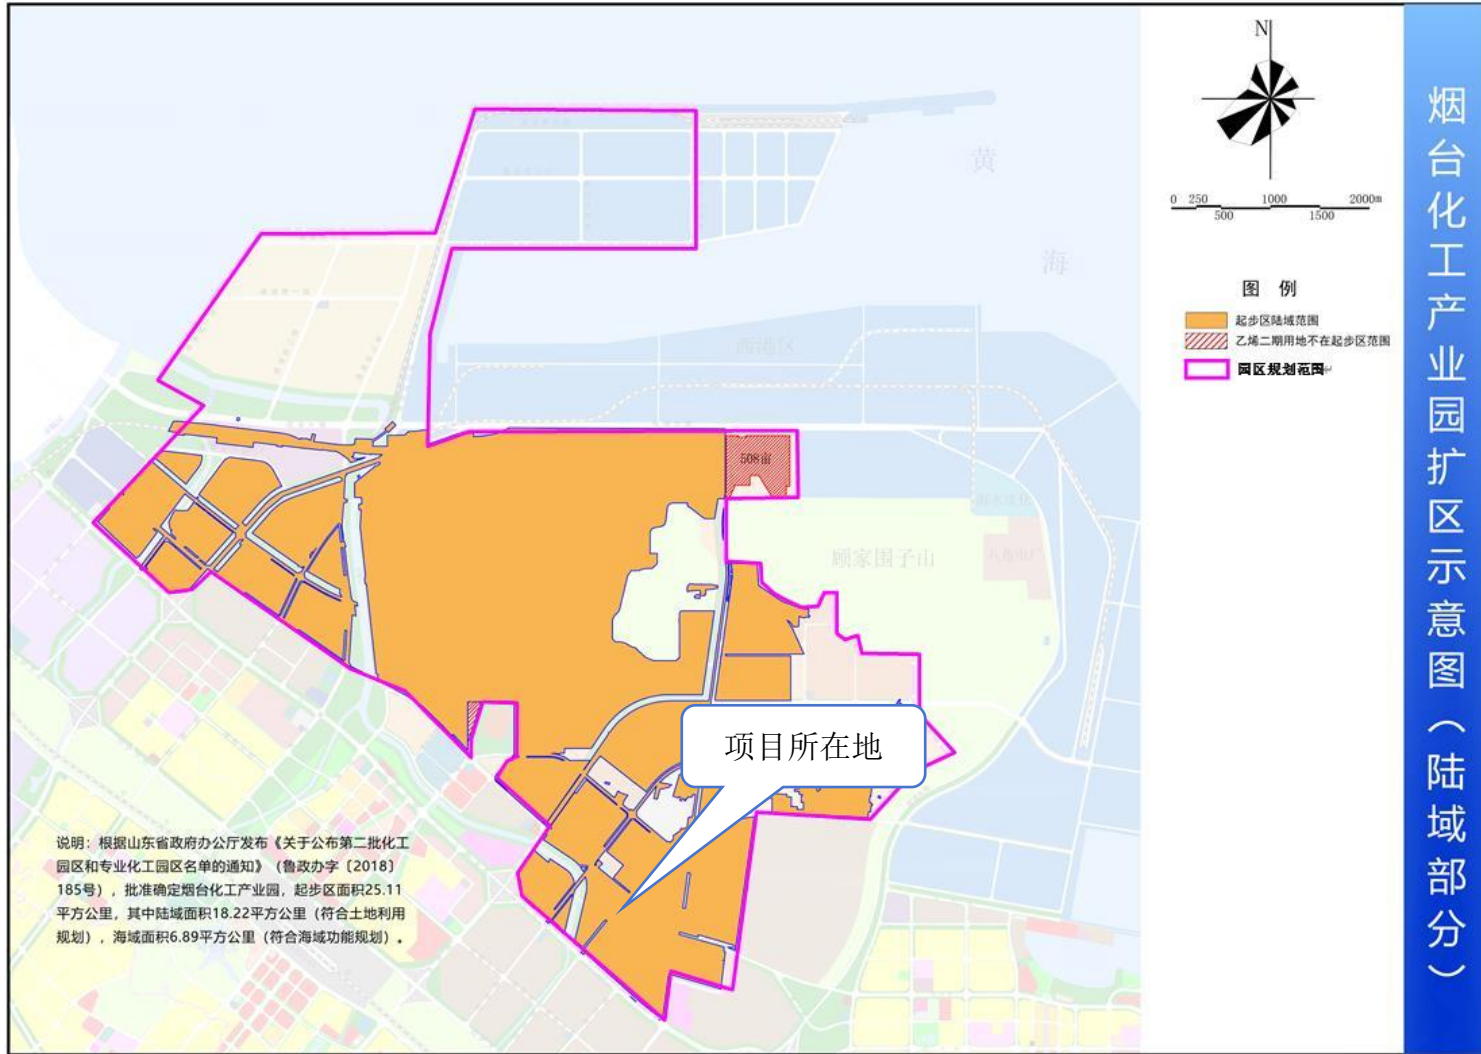 烟台化工产业园扩区示意图（陆域部分）
N
0 250 1000 2000m
500 1500
图 例
起步区陆域范围
乙烯二期用地不在起步区范围
园区规划范围
黄
海
西港区
508亩
顾家围子山
项目所在地
说明：根据山东省政府办公厅发布《关于公布第二批化工
园区和专业化工园区名单的通知》（鲁政办字〔2018〕
185号），批准确定烟台化工产业园，起步区面积25.11
平方公里，其中陆域面积18.22平方公里（符合土地利用
规划），海域面积6.89平方公里（符合海域功能规划）。